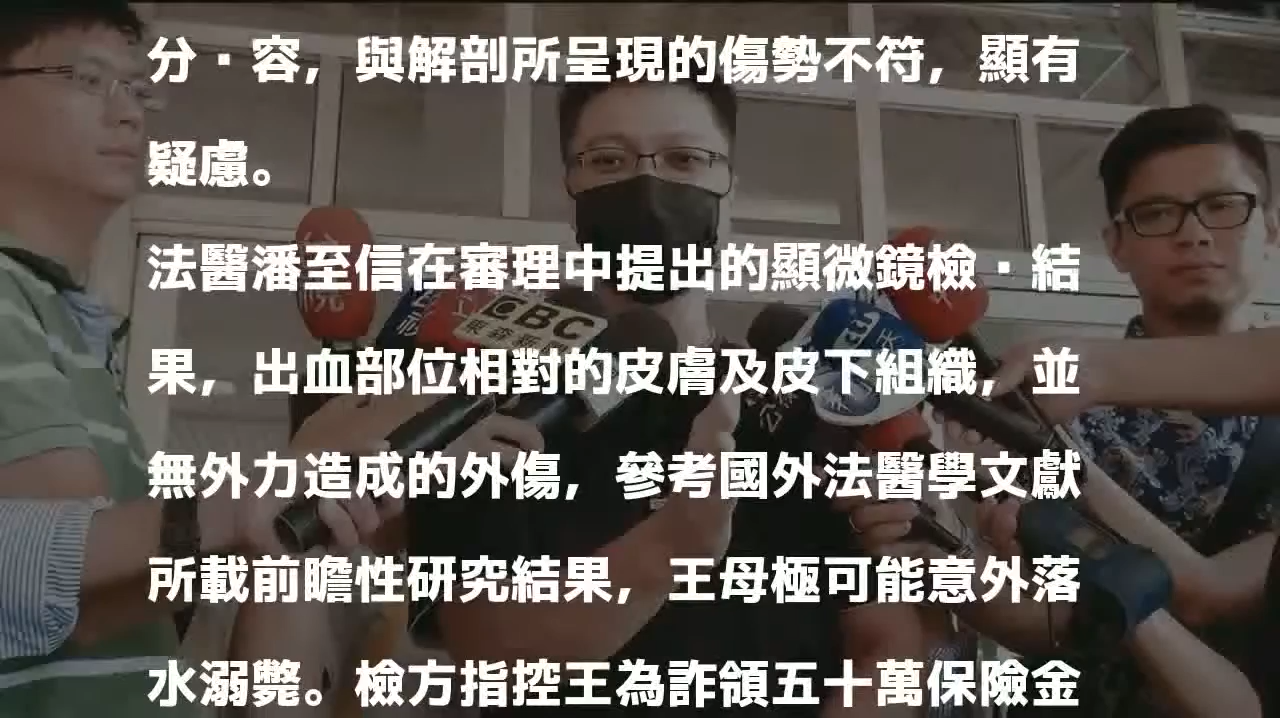 分·容，與解剖所呈現的傷勢不符，顯有
疑慮。
法醫潘至信在審理中提出的顯微鏡檢·結
果，出血部位相對的皮膚及皮下組織，並
無外力造成的外傷，參考國外法醫學文獻
所載前瞻性研究結果，王母極可能意外落
水溺斃。檢方指控王為詐領五十萬保險金
EBC
東森新聞